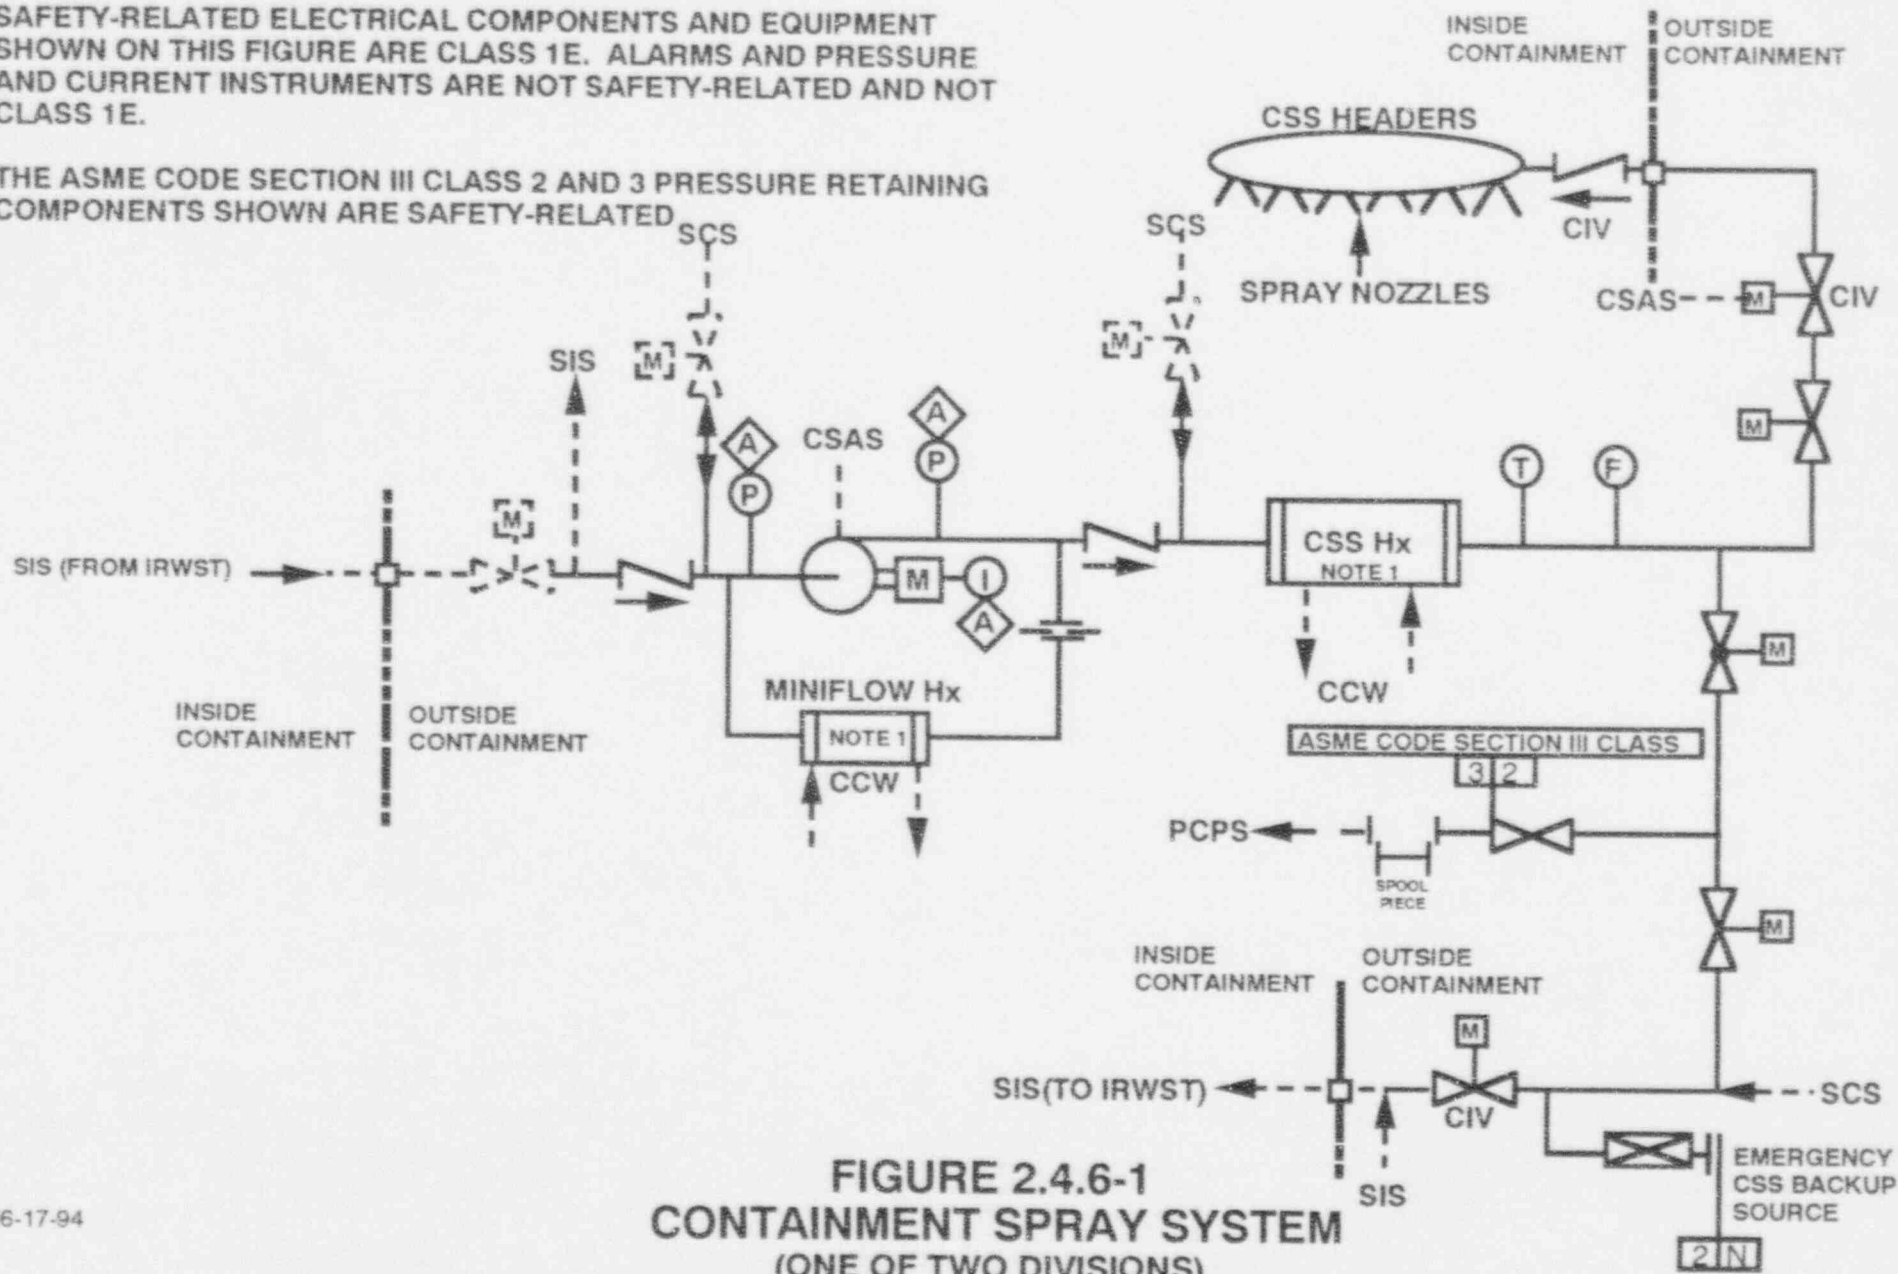 SAFETY-RELATED ELECTRICAL COMPONENTS AND EQUIPMENT
SHOWN ON THIS FIGURE ARE CLASS 1E. ALARMS AND PRESSURE
AND CURRENT INSTRUMENTS ARE NOT SAFETY-RELATED AND NOT
CLASS 1E.
THE ASME CODE SECTION III CLASS 2 AND 3 PRESSURE RETAINING
COMPONENTS SHOWN ARE SAFETY-RELATED
INSIDE
CONTAINMENT
OUTSIDE
CONTAINMENT
CSS HEADERS
CIV
SPRAY NOZZLES
CSAS
M
CIV
M
SCS
M
SCS
M
SIS
A
P
CSAS
A
P
T
F
M
SIS (FROM IRWST)
M
I
A
CSS Hx
NOTE 1
CCW
M
INSIDE
CONTAINMENT
OUTSIDE
CONTAINMENT
MINIFLOW Hx
NOTE 1
CCW
ASME CODE SECTION III CLASS
3 2
PCPS
SPOOL
PIECE
M
INSIDE
CONTAINMENT
OUTSIDE
CONTAINMENT
M
SIS(TO IRWST)
CIV
SCS
SIS
EMERGENCY
CSS BACKUP
SOURCE
2 N
FIGURE 2.4.6-1
CONTAINMENT SPRAY SYSTEM
(ONE OF TWO DIVISIONS)
6-17-94